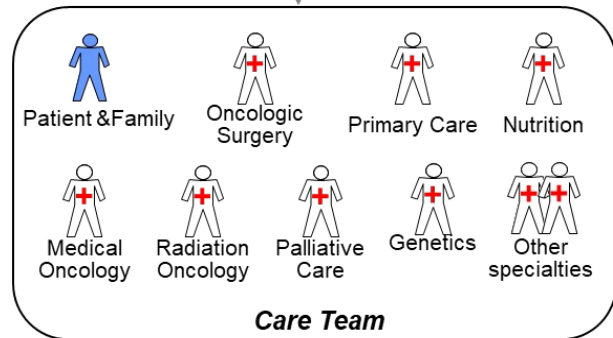 Patient &Family
Oncologic
Surgery
Primary Care
Nutrition
Medical
Oncology
Radiation
Oncology
Palliative
Care
Genetics
Other
specialties
Care Team